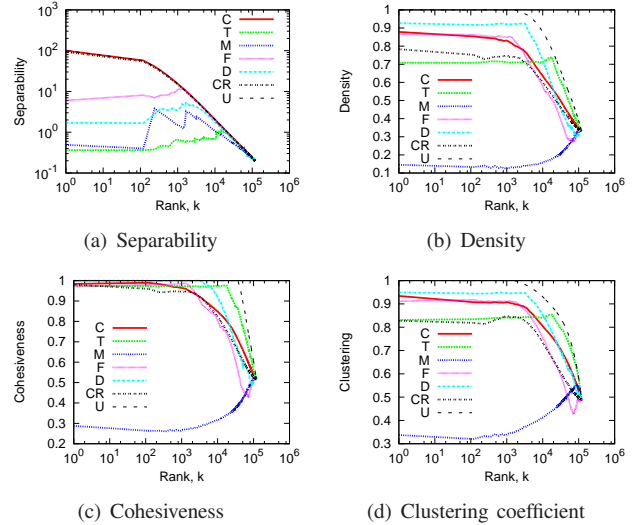 10^2
10^1
10^0
10^-1
10^0 10^1 10^2 10^3 10^4 10^5 10^6
Separability
Rank, k
C
T
M
F
D
CR
U
(a) Separability
1
0.9
0.8
0.7
0.6
0.5
0.4
0.3
0.2
0.1
10^0 10^1 10^2 10^3 10^4 10^5 10^6
Density
Rank, k
C
T
M
F
D
CR
U
(b) Density
1
0.9
0.8
0.7
0.6
0.5
0.4
0.3
0.2
10^0 10^1 10^2 10^3 10^4 10^5 10^6
Cohesiveness
Rank, k
C
T
M
F
D
CR
U
(c) Cohesiveness
1
0.9
0.8
0.7
0.6
0.5
0.4
0.3
10^0 10^1 10^2 10^3 10^4 10^5 10^6
Clustering
Rank, k
C
T
M
F
D
CR
U
(d) Clustering coefficient